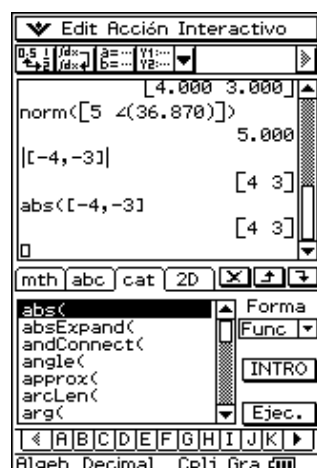 Edit Acción Interactivo
[4.000 3.000]
norm([5 ∠(36.870)])
5.000
|[-4,-3]|
[4 3]
abs([-4,-3]
[4 3]
mth abc cat 2D
abs(
absExpand(
andConnect(
angle(
approx(
arcLen(
arg(
Forma
Func
INTRO
Ejec.
A B C D E F G H I J K
Algeb Decimal Cplj Gra